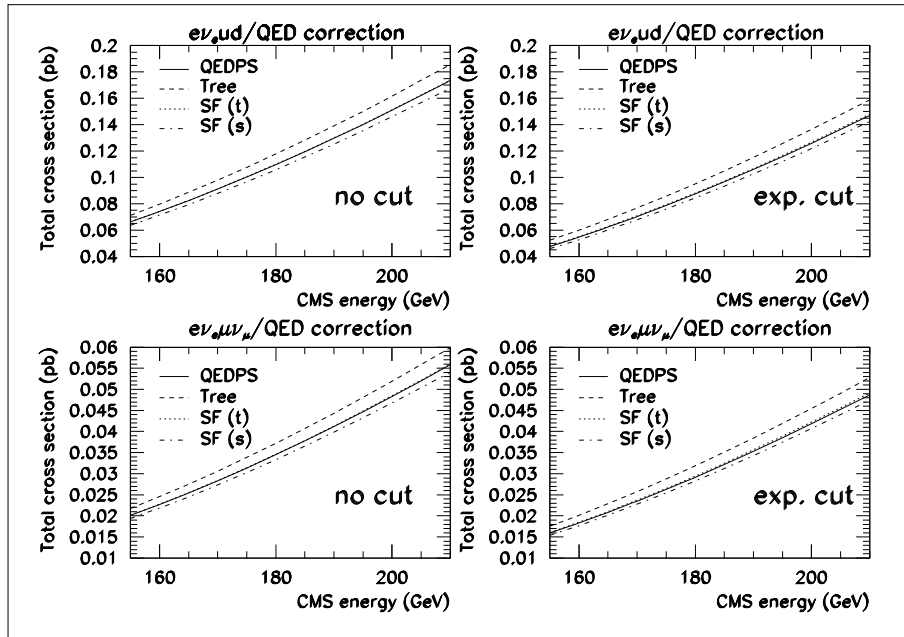 eνₑud/QED correction
Total cross section (pb)
0.2
0.18
0.16
0.14
0.12
0.1
0.08
0.06
0.04
QEDPS
Tree
SF (t)
SF (s)
no cut
160 180 200
CMS energy (GeV)
eνₑud/QED correction
Total cross section (pb)
0.2
0.18
0.16
0.14
0.12
0.1
0.08
0.06
0.04
QEDPS
Tree
SF (t)
SF (s)
exp. cut
160 180 200
CMS energy (GeV)
eνₑμν_μ/QED correction
Total cross section (pb)
0.06
0.055
0.05
0.045
0.04
0.035
0.03
0.025
0.02
0.015
0.01
QEDPS
Tree
SF (t)
SF (s)
no cut
160 180 200
CMS energy (GeV)
eνₑμν_μ/QED correction
Total cross section (pb)
0.06
0.055
0.05
0.045
0.04
0.035
0.03
0.025
0.02
0.015
0.01
QEDPS
Tree
SF (t)
SF (s)
exp. cut
160 180 200
CMS energy (GeV)